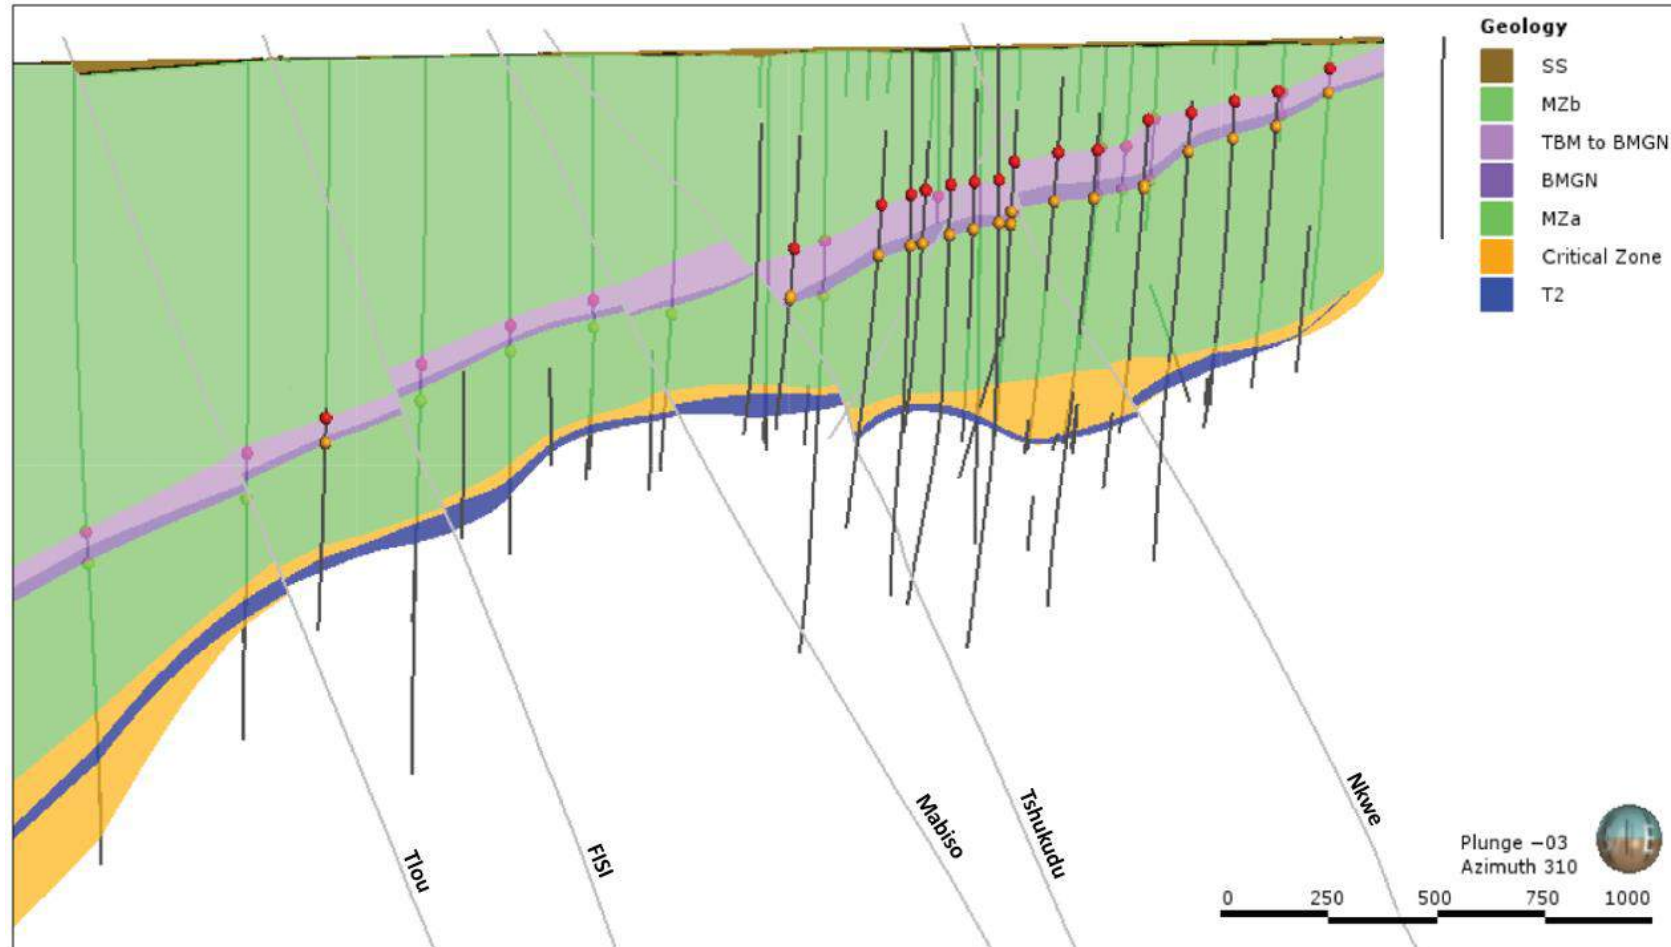 Geology
SS
MZb
TBM to BMGN
BMGN
MZa
Critical Zone
T2
Tlou
FISI
Mabiso
Tshukudu
Nkwe
Plunge −03
Azimuth 310
E
0 250 500 750 1000